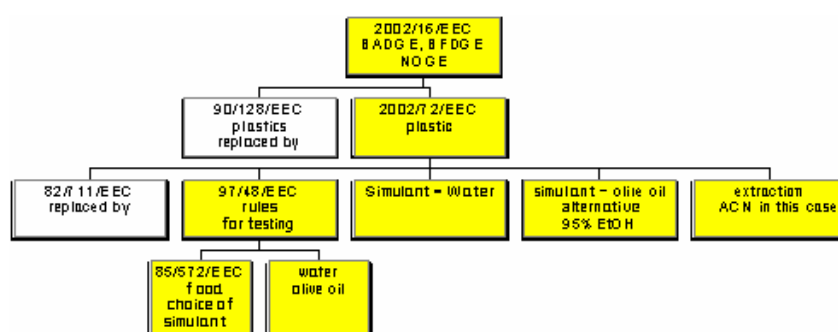 2002/16/EEC
BADGE, BFDGE
NOGE
90/128/EEC
plastics
replaced by
2002/72/EEC
plastic
82/711/EEC
replaced by
97/48/EEC
rules
for testing
Simulant - Water
simulant - olive oil
alternative
95% EtOH
extraction
ACN in this case
85/572/EEC
food
choice of
simulant
water
olive oil